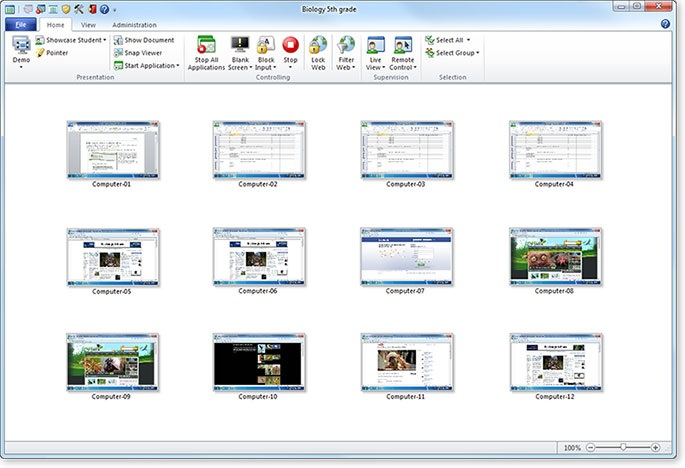 Biology 5th grade
File Home View Administration
Showcase Student Show Document Select All
Pointer Snap Viewer Select Group
Demo Start Application Stop All Applications Blank Screen Block Input Stop Lock Web Filter Web Live View Remote Control
Presentation Controlling Supervision Selection
Computer-01 Computer-02 Computer-03 Computer-04
Computer-05 Computer-06 Computer-07 Computer-08
Computer-09 Computer-10 Computer-11 Computer-12
100%